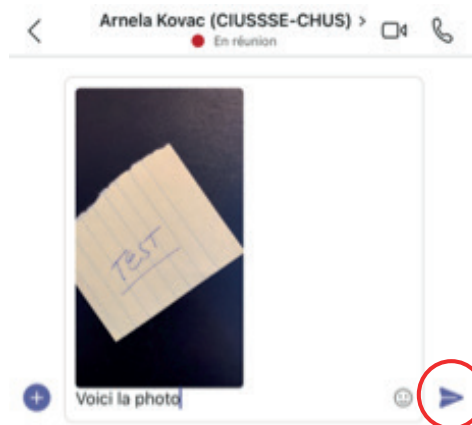 Arnela Kovac (CIUSSSE-CHUS) >
En réunion
TEST
Voici la photo